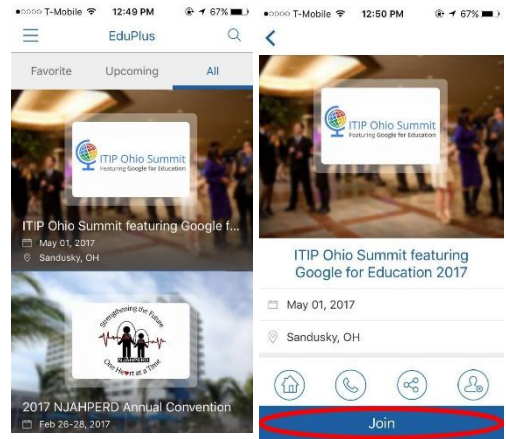 T-Mobile 12:49 PM 67%
EduPlus
Favorite Upcoming All
ITIP Ohio Summit
Featuring Google for Education
ITIP Ohio Summit featuring Google f...
May 01, 2017
Sandusky, OH
Strengthening the Future
One Heart at a Time
NJAHPERD
2017 NJAHPERD Annual Convention
Feb 26-28, 2017
T-Mobile 12:50 PM 67%
ITIP Ohio Summit
Featuring Google for Education
ITIP Ohio Summit featuring
Google for Education 2017
May 01, 2017
Sandusky, OH
Join